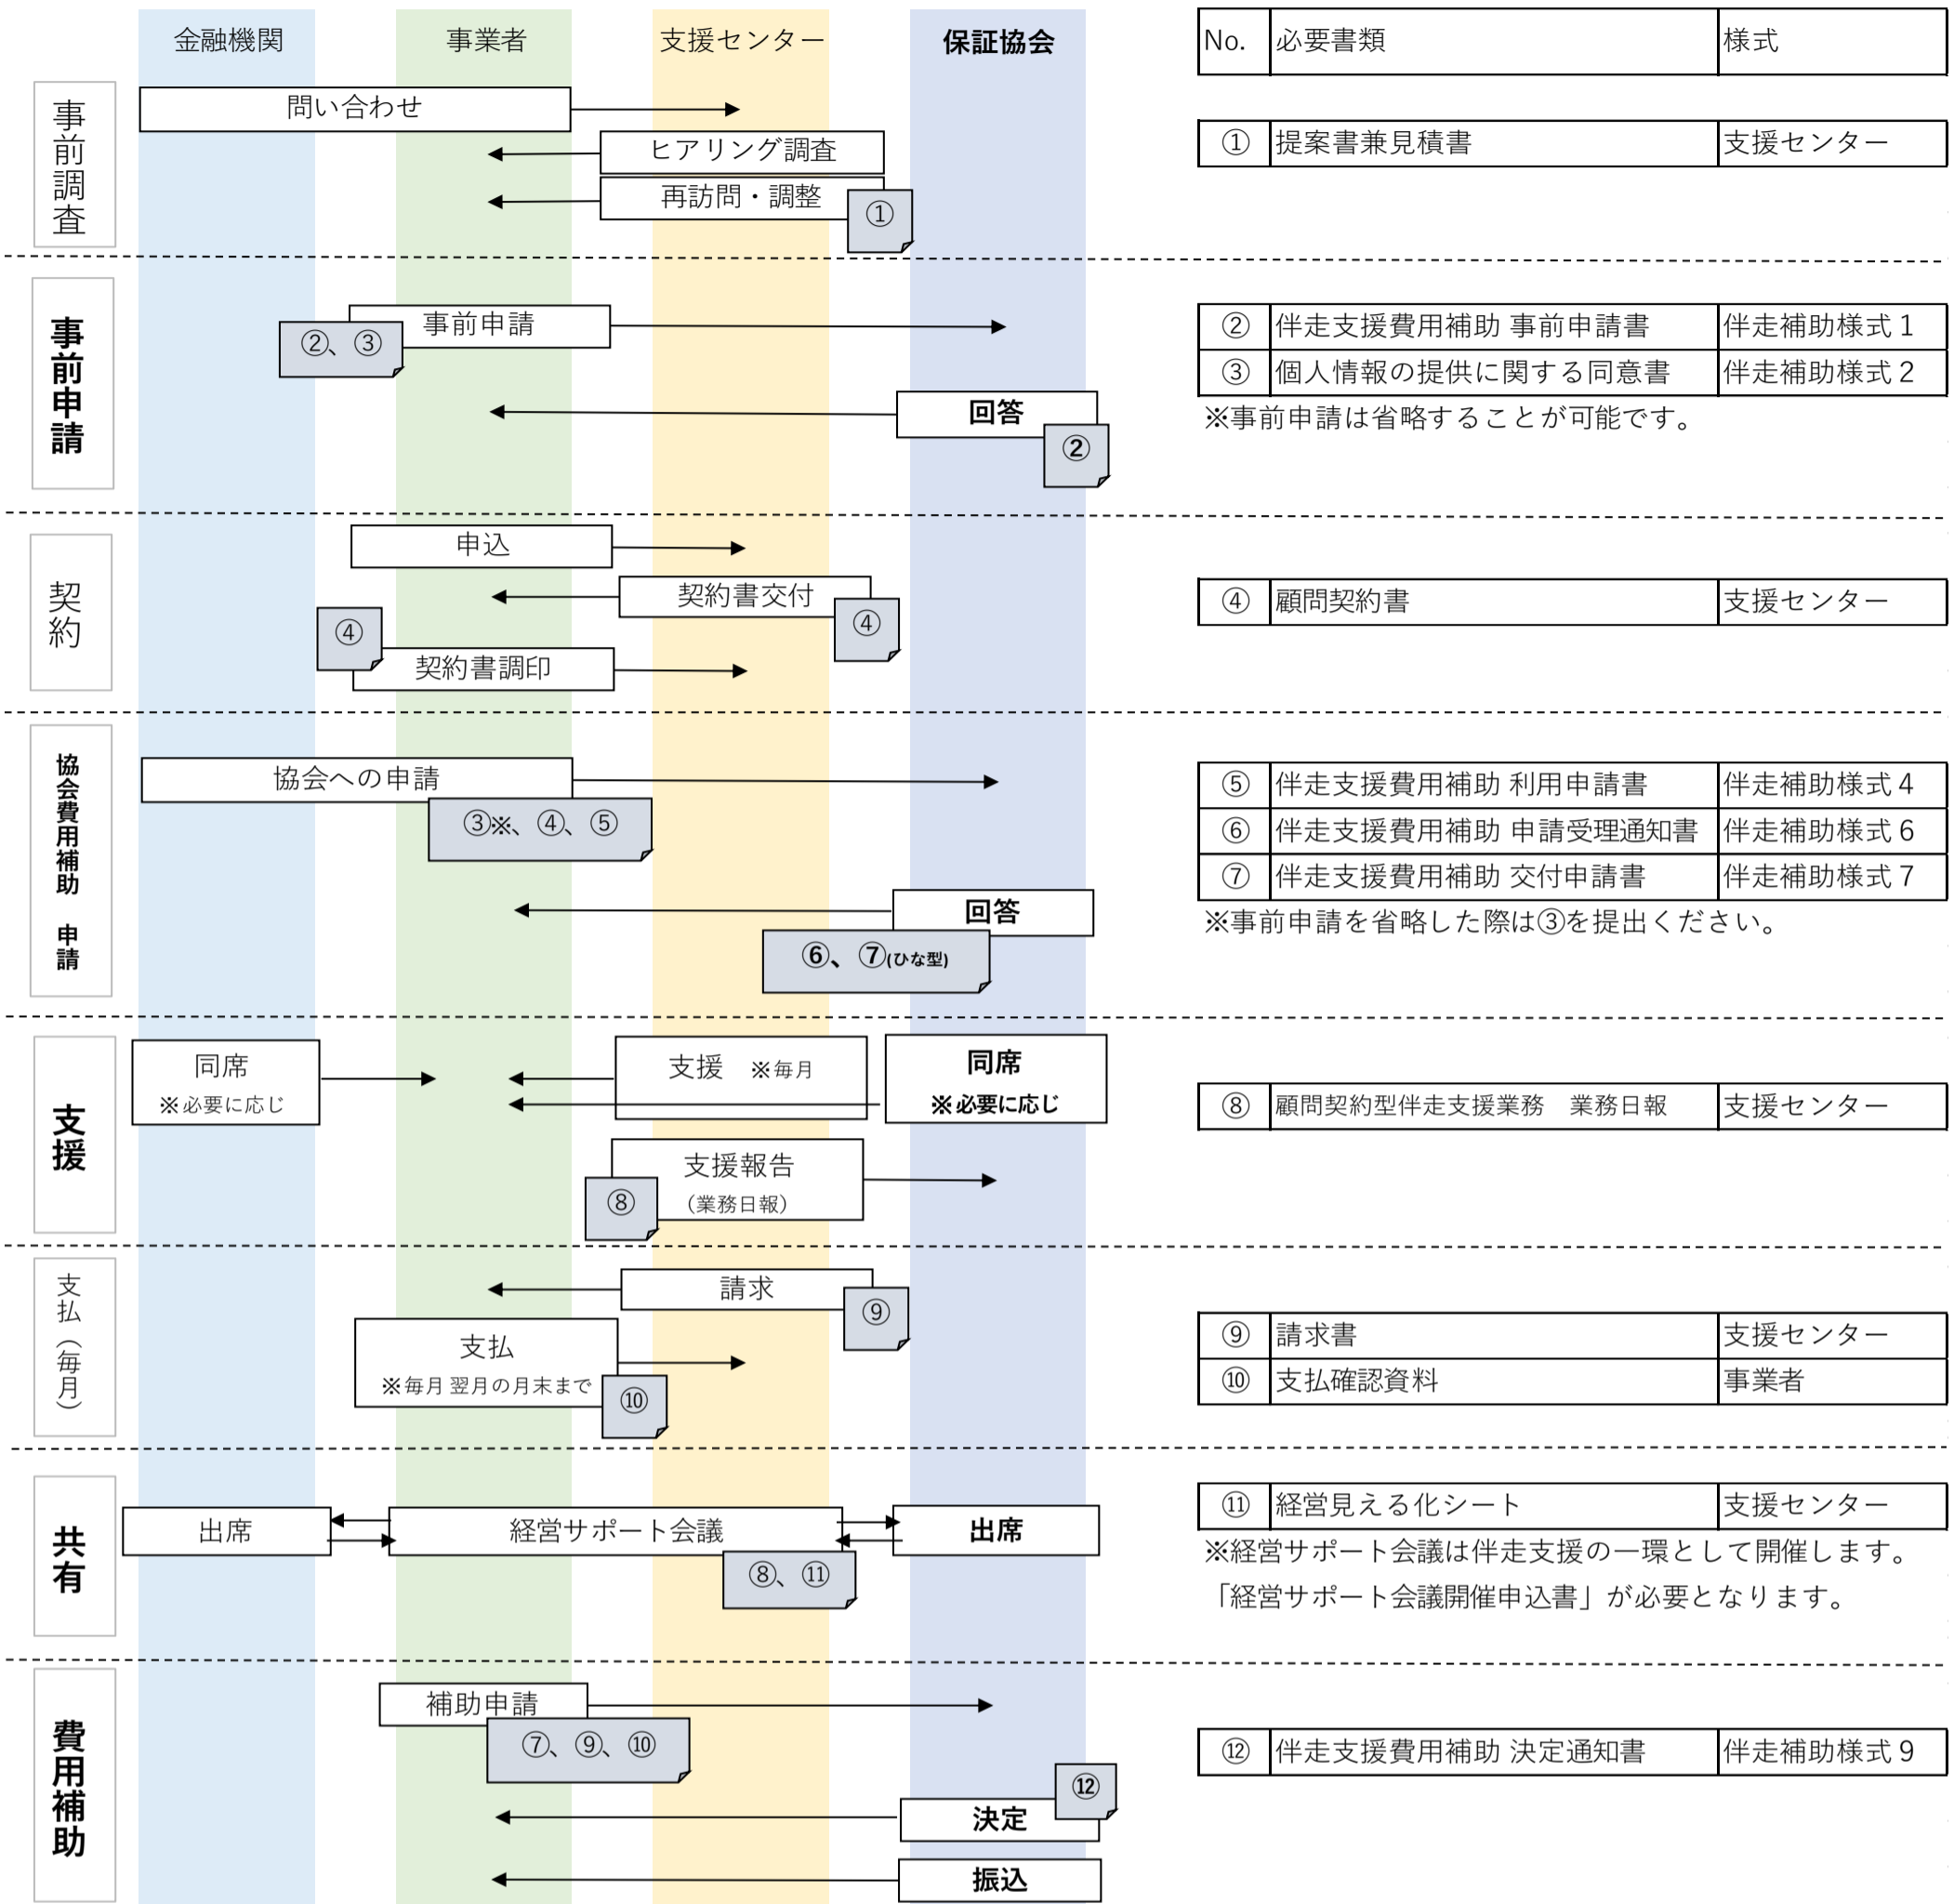 金融機関 事業者 支援センター 保証協会
No. 必要書類 様式
事前調査
問い合わせ
ヒアリング調査
再訪問・調整
①
① 提案書兼見積書 支援センター
事前申請
事前申請
②、③
回答
②
② 伴走支援費用補助 事前申請書 伴走補助様式1
③ 個人情報の提供に関する同意書 伴走補助様式2
※事前申請は省略することが可能です。
契約
申込
契約書交付
④
④
契約書調印
④ 顧問契約書 支援センター
協会費用補助 申請
協会への申請
③※、④、⑤
回答
⑥、⑦(ひな型)
⑤ 伴走支援費用補助 利用申請書 伴走補助様式4
⑥ 伴走支援費用補助 申請受理通知書 伴走補助様式6
⑦ 伴走支援費用補助 交付申請書 伴走補助様式7
※事前申請を省略した際は③を提出ください。
支援
同席
※必要に応じ
支援 ※毎月
同席
※必要に応じ
支援報告
（業務日報）
⑧
⑧ 顧問契約型伴走支援業務 業務日報 支援センター
支払（毎月）
請求
⑨
支払
※毎月 翌月の月末まで
⑩
⑨ 請求書 支援センター
⑩ 支払確認資料 事業者
共有
出席 経営サポート会議 出席
⑧、⑪
⑪ 経営見える化シート 支援センター
※経営サポート会議は伴走支援の一環として開催します。
「経営サポート会議開催申込書」が必要となります。
費用補助
補助申請
⑦、⑨、⑩
⑫
決定
振込
⑫ 伴走支援費用補助 決定通知書 伴走補助様式9